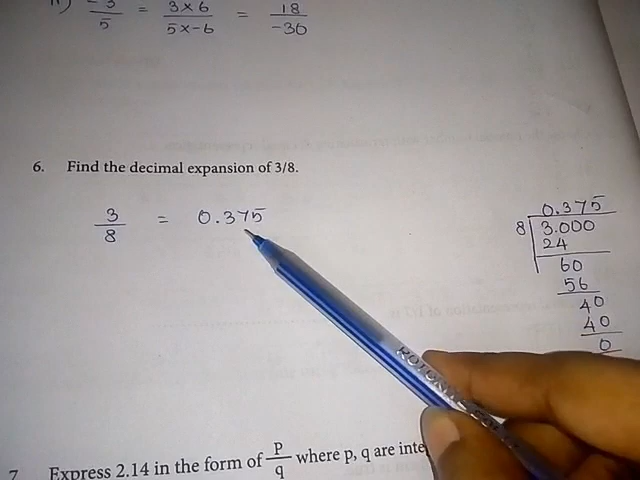 -3/5 = 3×6/5×-6 = 18/-30
6. Find the decimal expansion of 3/8.
3/8 = 0.375
0.375
8 3.000
24
60
56
40
40
0
7 Express 2.14 in the form of P/q where p, q are inte